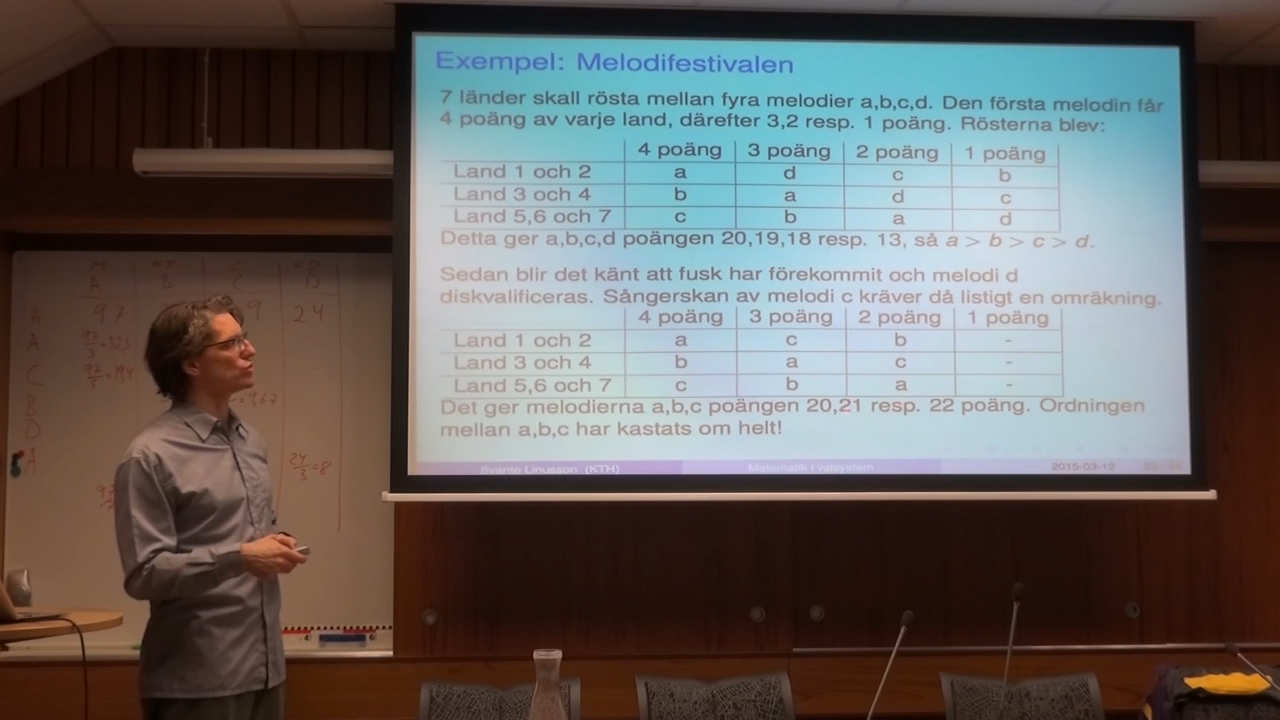 Exempel: Melodifestivalen
7 länder skall rösta mellan fyra melodier a,b,c,d. Den första melodin får
4 poäng av varje land, därefter 3,2 resp. 1 poäng. Rösterna blev:
4 poäng 3 poäng 2 poäng 1 poäng
Land 1 och 2 a d c b
Land 3 och 4 b a d c
Land 5,6 och 7 c b a d
Detta ger a,b,c,d poängen 20,19,18 resp. 13, så a > b > c > d.
Sedan blir det känt att fusk har förekommit och melodi d
diskvalificeras. Sångerskan av melodi c kräver då listigt en omräkning.
4 poäng 3 poäng 2 poäng 1 poäng
Land 1 och 2 a c b -
Land 3 och 4 b a c -
Land 5,6 och 7 c b a -
Det ger melodierna a,b,c poängen 20,21 resp. 22 poäng. Ordningen
mellan a,b,c har kastats om helt!
Svante Linusson (KTH) Matematik i valsystem 2015-03-12
M
A B C D
A 97 9 24
A
C
B
D
A 24/3=8